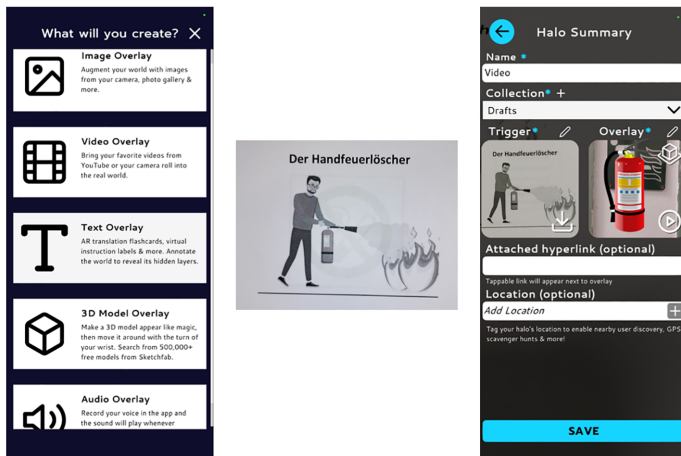 What will you create?
Image Overlay
Augment your world with images
from your camera, photo gallery &
more.
Video Overlay
Bring your favorite videos from
YouTube or your camera roll into
the real world.
Text Overlay
AR translation flashcards, virtual
instruction labels & more. Annotate
the world to reveal its hidden layers.
3D Model Overlay
Make a 3D model appear like magic,
then move it around with the turn of
your wrist. Search from 500,000+
free models from Sketchfab.
Audio Overlay
Record your voice in the app and
the sound will play whenever
Der Handfeuerlöscher
Halo Summary
Name *
Video
Collection* +
Drafts
Trigger*
Overlay*
Der Handfeuerlöscher
Attached hyperlink (optional)
Tappable link will appear next to overlay
Location (optional)
Add Location
Tag your halo's location to enable nearby user discovery, GPS
scavenger hunts & more!
SAVE